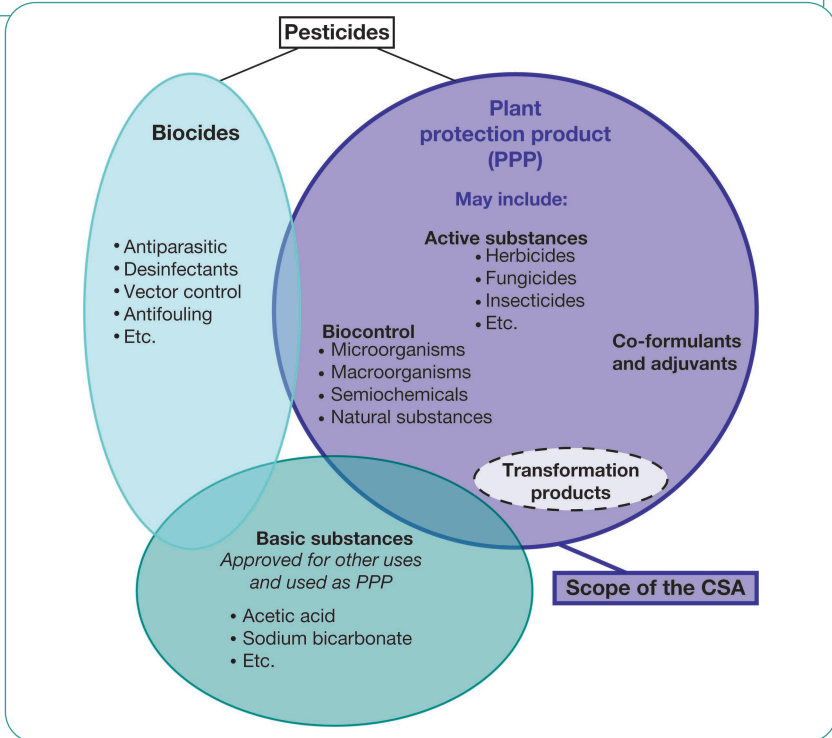 Pesticides
Biocides
• Antiparasitic
• Desinfectants
• Vector control
• Antifouling
• Etc.
Plant
protection product
(PPP)
May include:
Active substances
• Herbicides
• Fungicides
• Insecticides
• Etc.
Biocontrol
• Microorganisms
• Macroorganisms
• Semiochemicals
• Natural substances
Co-formulants
and adjuvants
Transformation
products
Basic substances
Approved for other uses
and used as PPP
• Acetic acid
• Sodium bicarbonate
• Etc.
Scope of the CSA